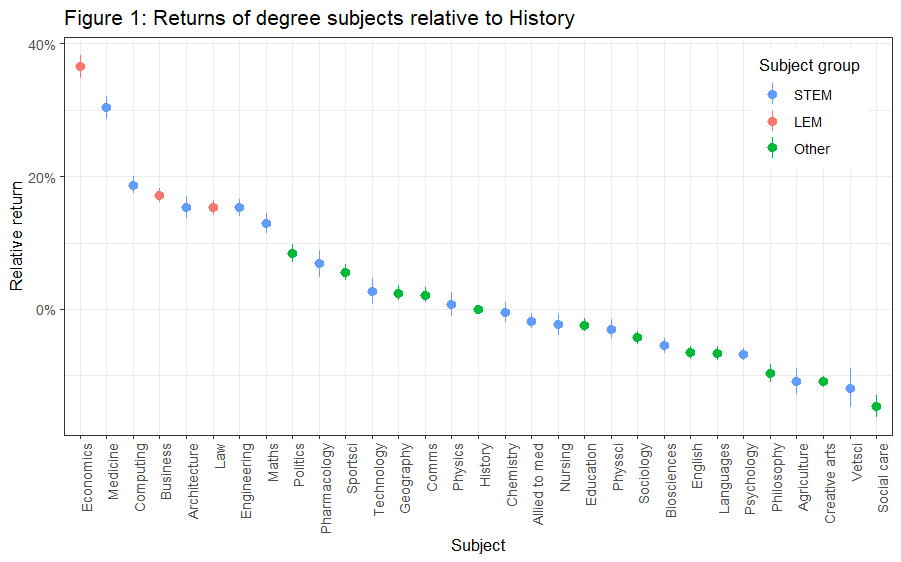 Figure 1: Returns of degree subjects relative to History
40%
20%
0%
Relative return
Subject group
STEM
LEM
Other
Economics
Medicine
Computing
Business
Architecture
Law
Engineering
Maths
Politics
Pharmacology
Sportsci
Technology
Geography
Comms
Physics
History
Chemistry
Allied to med
Nursing
Education
Physsci
Sociology
Biosciences
English
Languages
Psychology
Philosophy
Agriculture
Creative arts
Vetsci
Social care
Subject